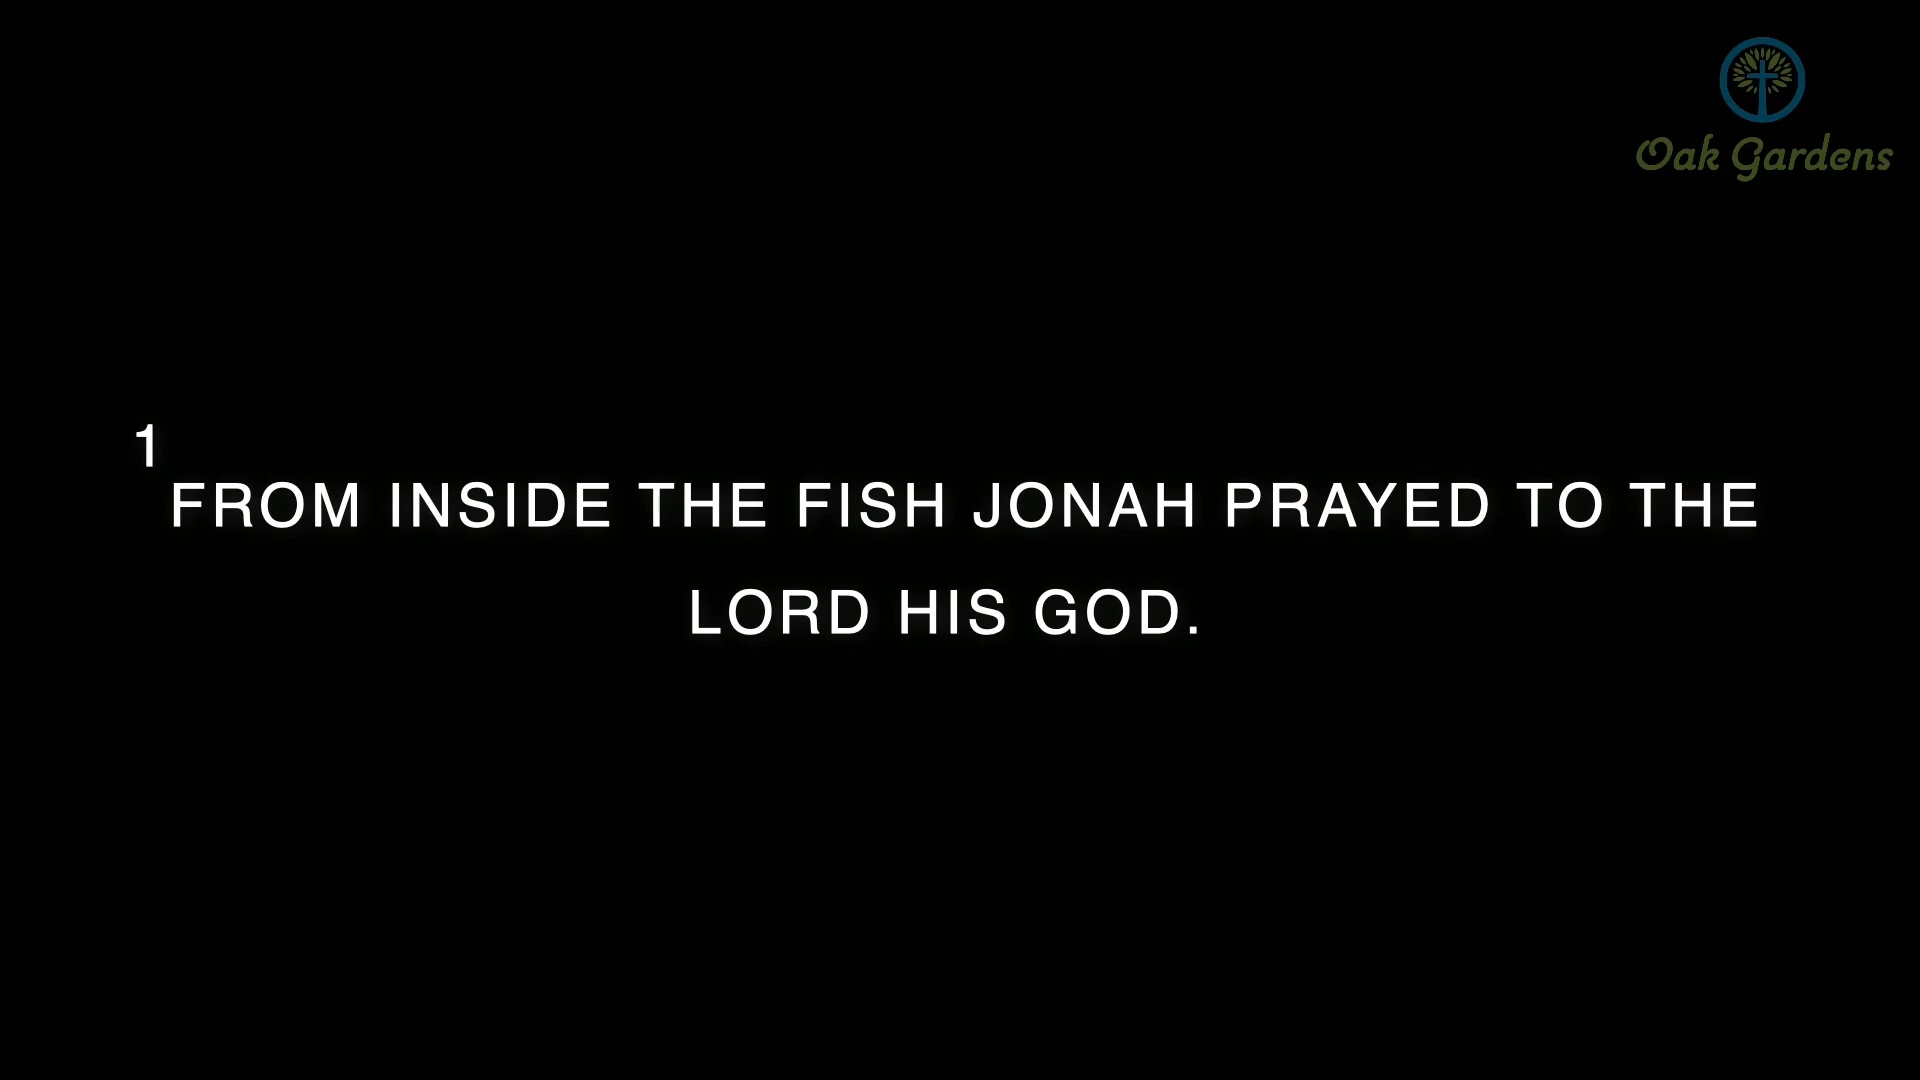 Oak Gardens
1
FROM INSIDE THE FISH JONAH PRAYED TO THE
LORD HIS GOD.